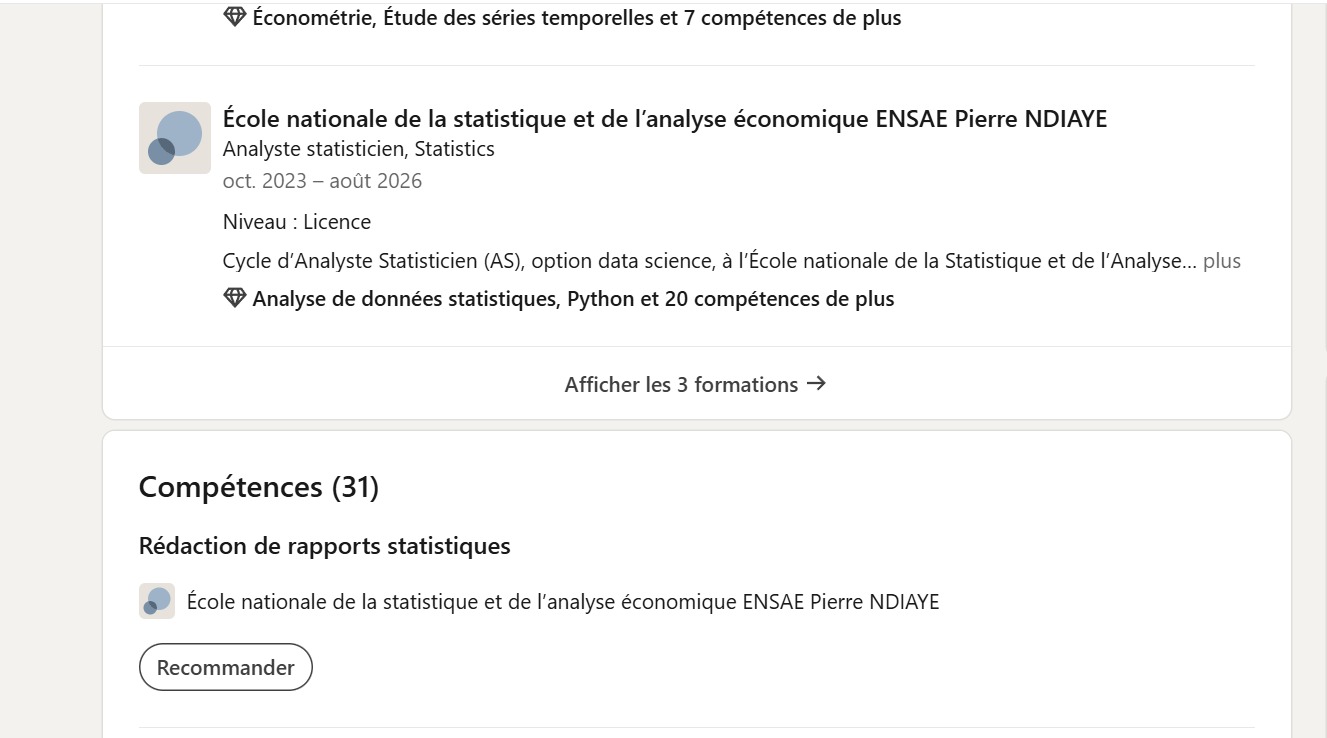 Économétrie, Étude des séries temporelles et 7 compétences de plus
École nationale de la statistique et de l’analyse économique ENSAE Pierre NDIAYE
Analyste statisticien, Statistics
oct. 2023 – août 2026
Niveau : Licence
Cycle d’Analyste Statisticien (AS), option data science, à l’École nationale de la Statistique et de l’Analyse... plus
Analyse de données statistiques, Python et 20 compétences de plus
Afficher les 3 formations →
Compétences (31)
Rédaction de rapports statistiques
École nationale de la statistique et de l’analyse économique ENSAE Pierre NDIAYE
Recommander